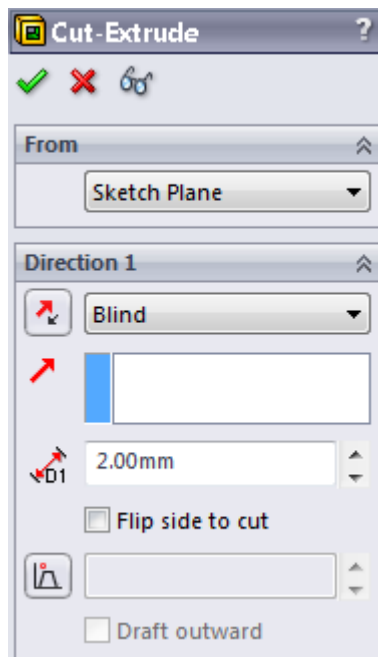 Cut-Extrude ?
From
Sketch Plane
Direction 1
Blind
D1 2.00mm
Flip side to cut
Draft outward